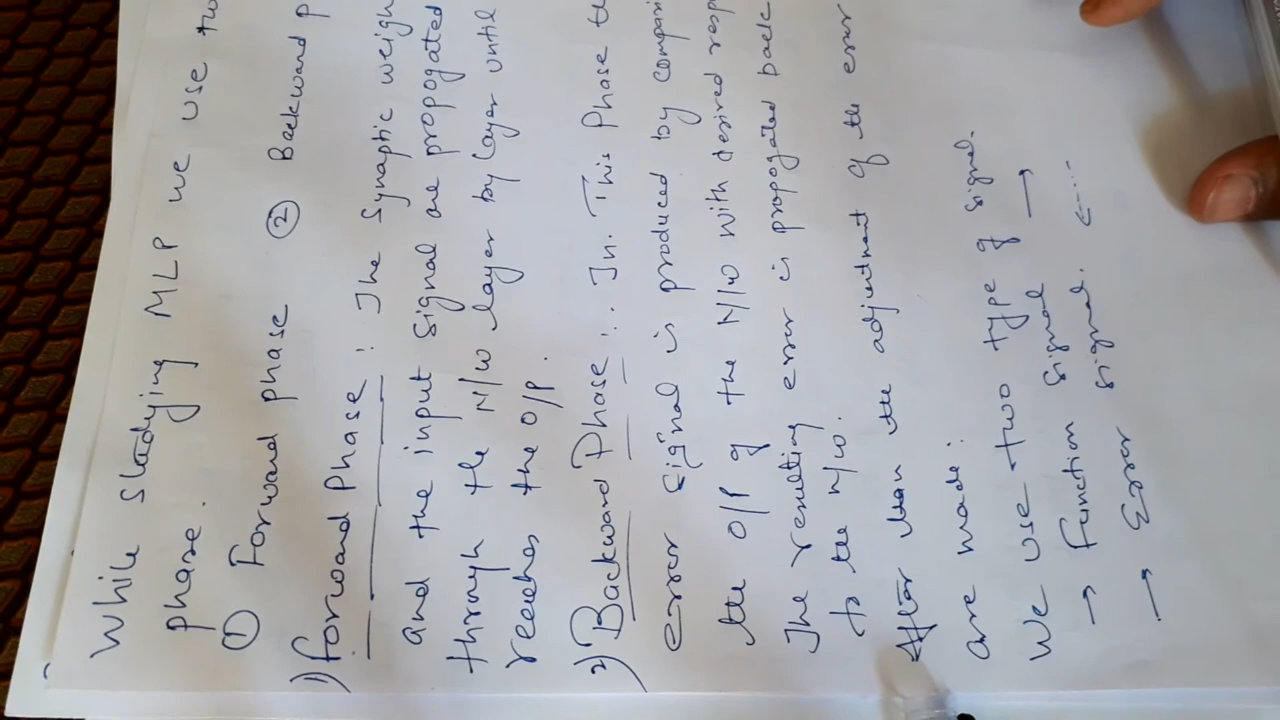 While studying MLP we use tw
phase.
① Forward phase ② Backward p
1) Forward Phase : The Synaptic weigh
and the input signal are propogated
through the N/W layer by layer until
reaches the O/P.
2) Backward Phase : . In. This Phase th
error signal is produced by compari
the O/P of the N/W with desired resp
The resulting error is propogated back
to the N/W.
After the adjustment of the error
are made:
We use two type of signal.
→ Function signal →
→ Error signal. ←----